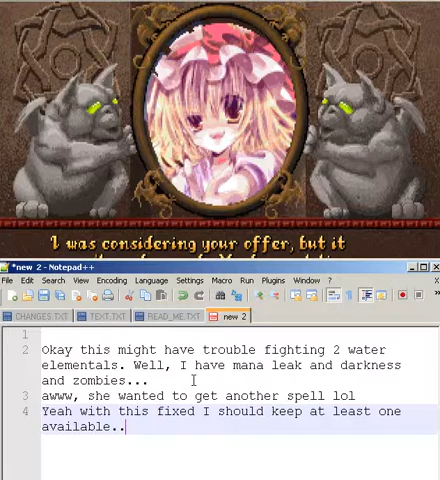 I was considering your offer, but it
*new 2 - Notepad++
File Edit Search View Encoding Language Settings Macro Run Plugins Window ?
CHANGES.TXT TEXT.TXT READ_ME.TXT new 2
1
2 Okay this might have trouble fighting 2 water
elementals. Well, I have mana leak and darkness
and zombies...
3 awww, she wanted to get another spell lol
4 Yeah with this fixed I should keep at least one
available..